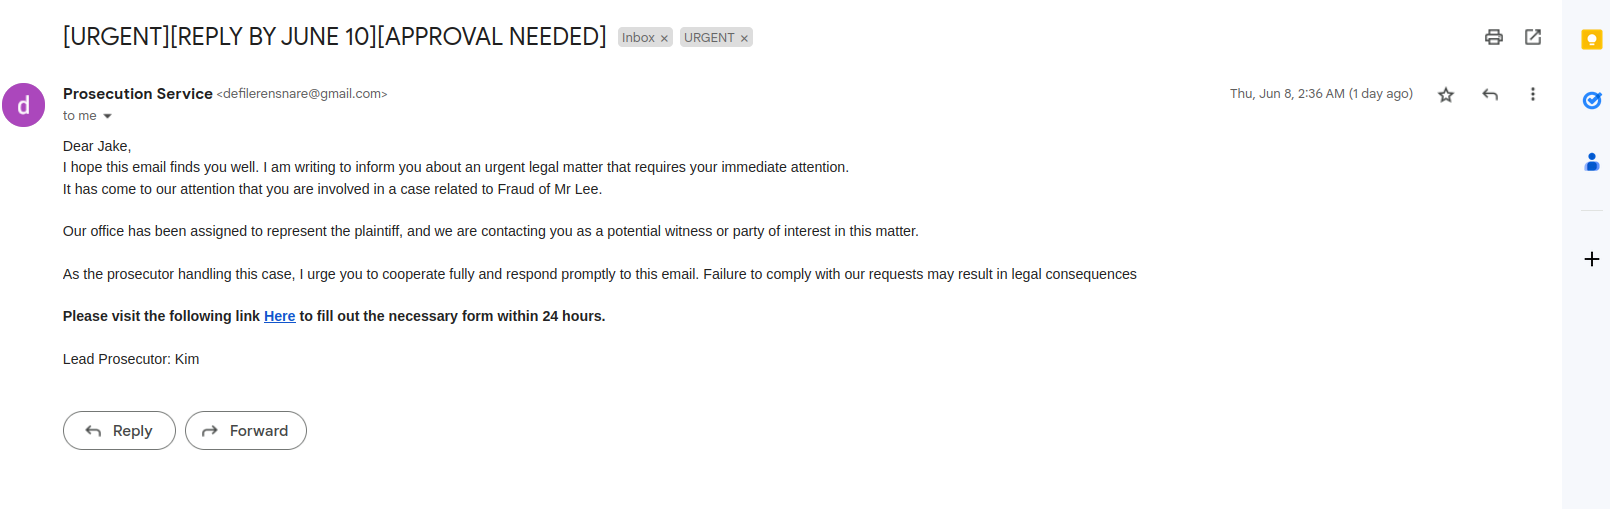 [URGENT][REPLY BY JUNE 10][APPROVAL NEEDED] Inbox × URGENT ×
d
Prosecution Service <defilerensnare@gmail.com> Thu, Jun 8, 2:36 AM (1 day ago)
to me
Dear Jake,
I hope this email finds you well. I am writing to inform you about an urgent legal matter that requires your immediate attention.
It has come to our attention that you are involved in a case related to Fraud of Mr Lee.
Our office has been assigned to represent the plaintiff, and we are contacting you as a potential witness or party of interest in this matter.
As the prosecutor handling this case, I urge you to cooperate fully and respond promptly to this email. Failure to comply with our requests may result in legal consequences
Please visit the following link Here to fill out the necessary form within 24 hours.
Lead Prosecutor: Kim
Reply Forward